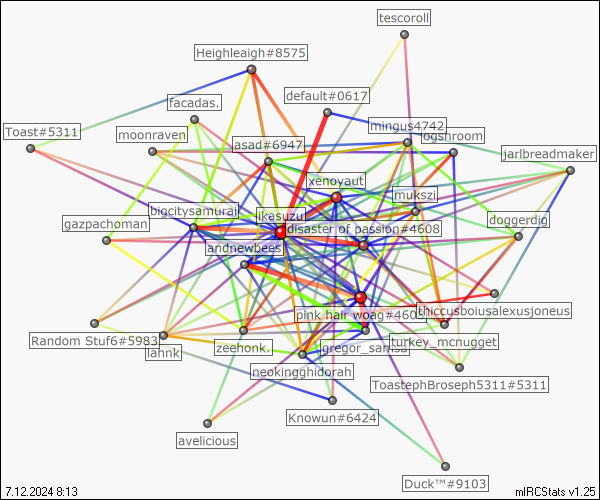 tescoroll
Heighleaigh#8575
default#0617
facadas.
mingus4742
Toast#5311
moonraven
logshroom
asad#6947
jarlbreadmaker
xenoyaut
mukszi
bigcitysamurai
ikasuzu
doggerdig
gazpachoman
disaster of passion#4608
andnewbees
thiccusboiusalexusjoneus
pink hair woag#4602
Random Stuf6#5983
lahnk
zeehonk.
gregor_samsa
turkey_mcnugget
neokingghidorah
ToastephBroseph5311#5311
Knowun#6424
avelicious
Duck™#9103
7.12.2024 8:13
mIRCStats v1.25